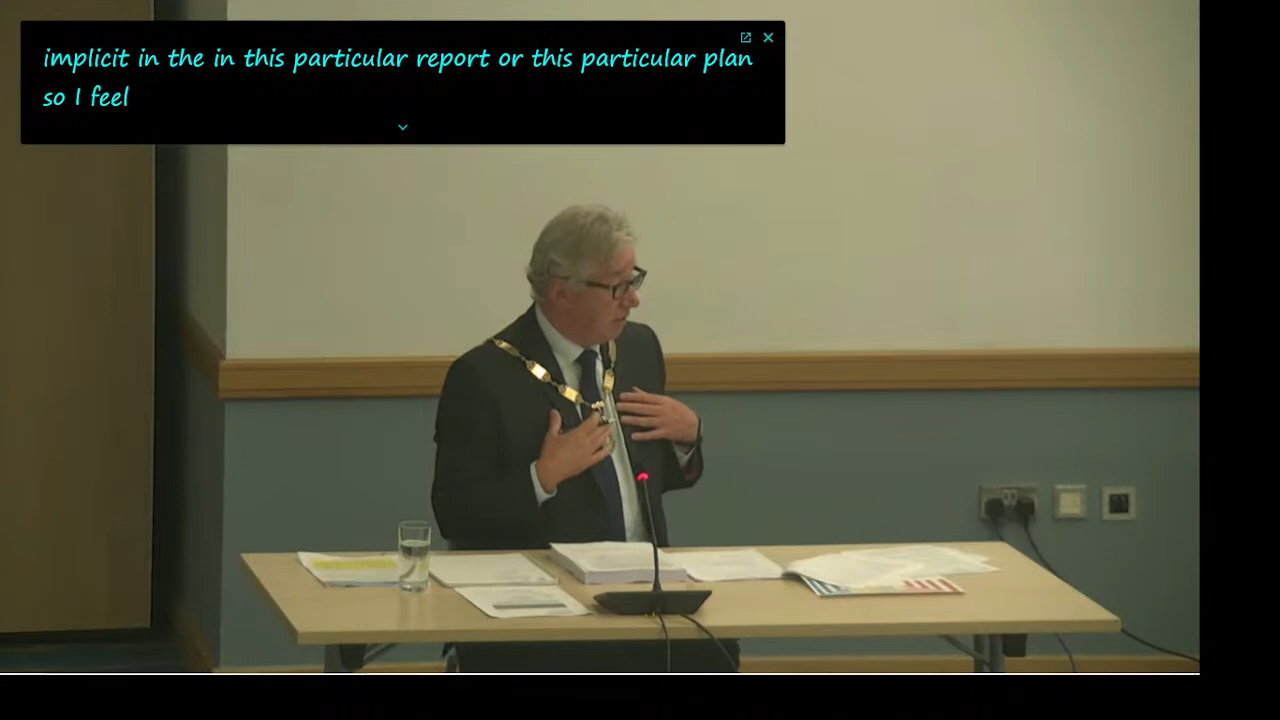 implicit in the in this particular report or this particular plan
so I feel